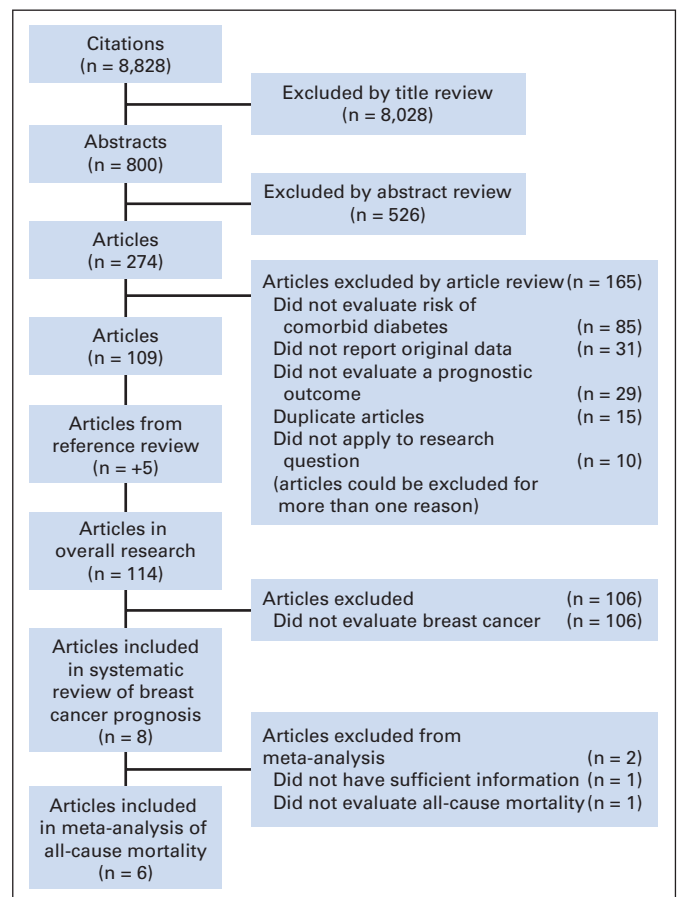 Citations
(n = 8,828)
Excluded by title review
(n = 8,028)
Abstracts
(n = 800)
Excluded by abstract review
(n = 526)
Articles
(n = 274)
Articles excluded by article review (n = 165)
Did not evaluate risk of
comorbid diabetes (n = 85)
Did not report original data (n = 31)
Did not evaluate a prognostic
outcome (n = 29)
Duplicate articles (n = 15)
Did not apply to research
question (n = 10)
(articles could be excluded for
more than one reason)
Articles
(n = 109)
Articles from
reference review
(n = +5)
Articles in
overall research
(n = 114)
Articles excluded (n = 106)
Did not evaluate breast cancer (n = 106)
Articles included
in systematic
review of breast
cancer prognosis
(n = 8)
Articles excluded from
meta-analysis (n = 2)
Did not have sufficient information (n = 1)
Did not evaluate all-cause mortality (n = 1)
Articles included
in meta-analysis of
all-cause mortality
(n = 6)